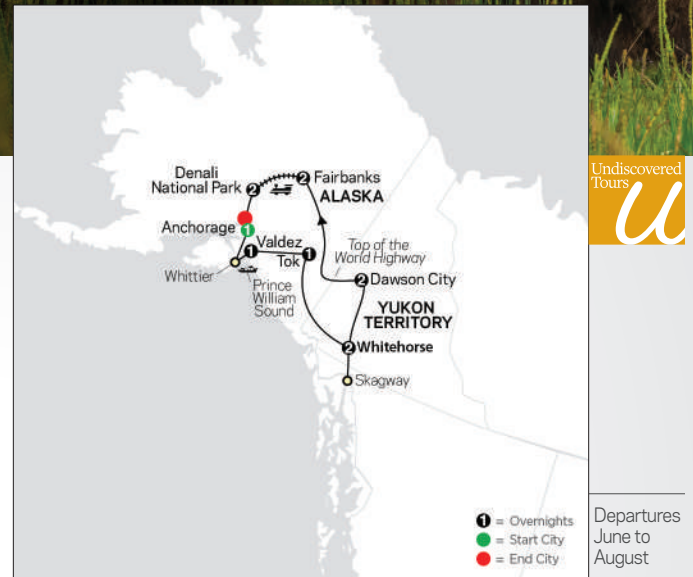 Denali
National Park
2
2
Fairbanks
ALASKA
Anchorage
1
1
Valdez
Tok
1
Top of the
World Highway
Whittier
Prince
William
Sound
2
Dawson City
YUKON
TERRITORY
2
Whitehorse
Skagway
1 = Overnights
= Start City
= End City
Undiscovered
Tours
U
Departures
June to
August